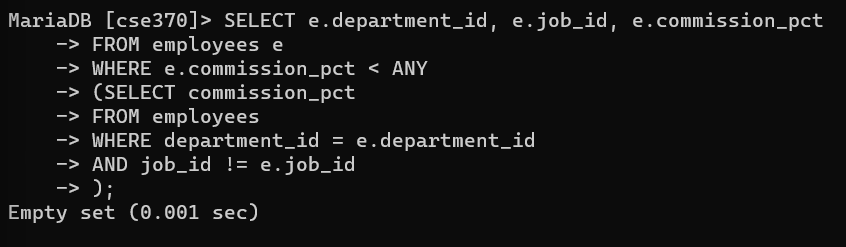 MariaDB [cse370]> SELECT e.department_id, e.job_id, e.commission_pct
    -> FROM employees e
    -> WHERE e.commission_pct < ANY
    -> (SELECT commission_pct
    -> FROM employees
    -> WHERE department_id = e.department_id
    -> AND job_id != e.job_id
    -> );
Empty set (0.001 sec)